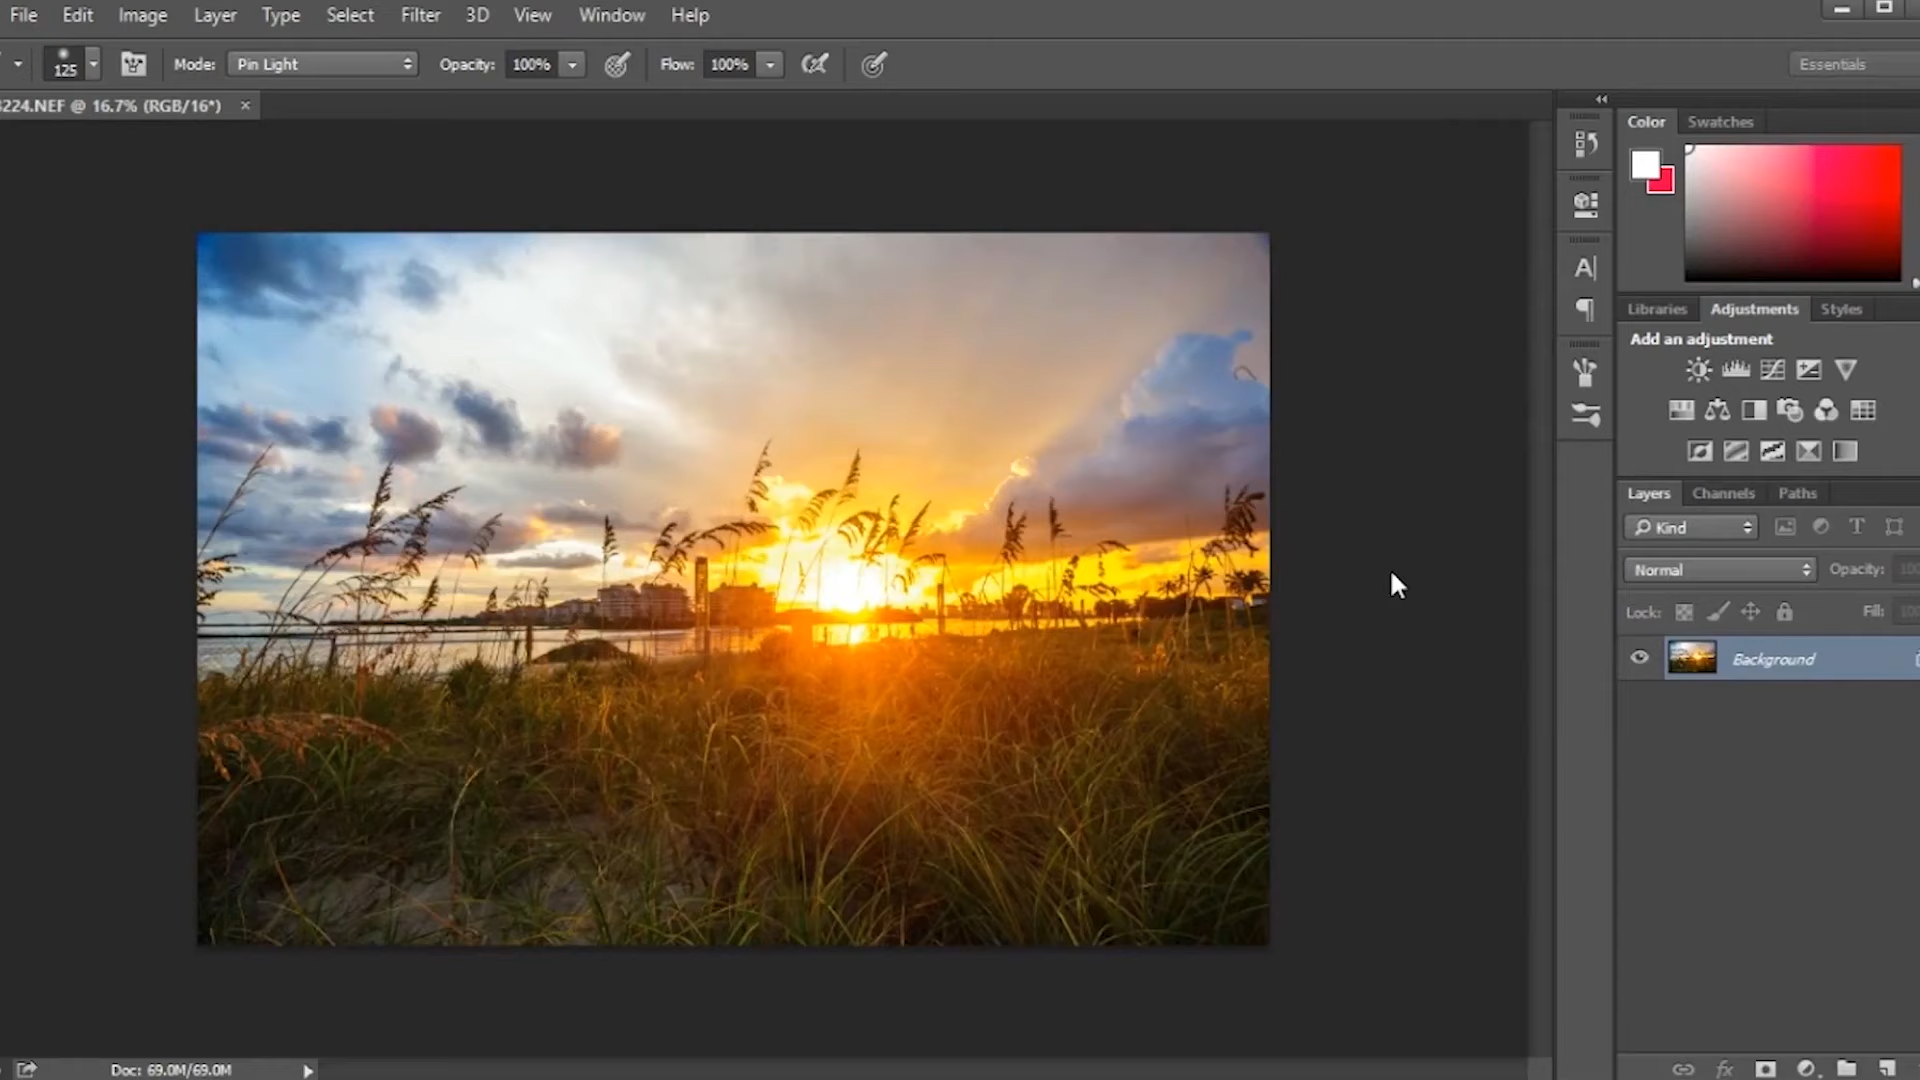 File Edit Image Layer Type Select Filter 3D View Window Help
125 Mode: Pin Light Opacity: 100% Flow: 100% Essentials
224.NEF @ 16.7% (RGB/16*) ×
Color Swatches
Libraries Adjustments Styles
Add an adjustment
Layers Channels Paths
Kind
Normal Opacity:
Lock: Fill:
Background
fx
Doc: 69.0M/69.0M